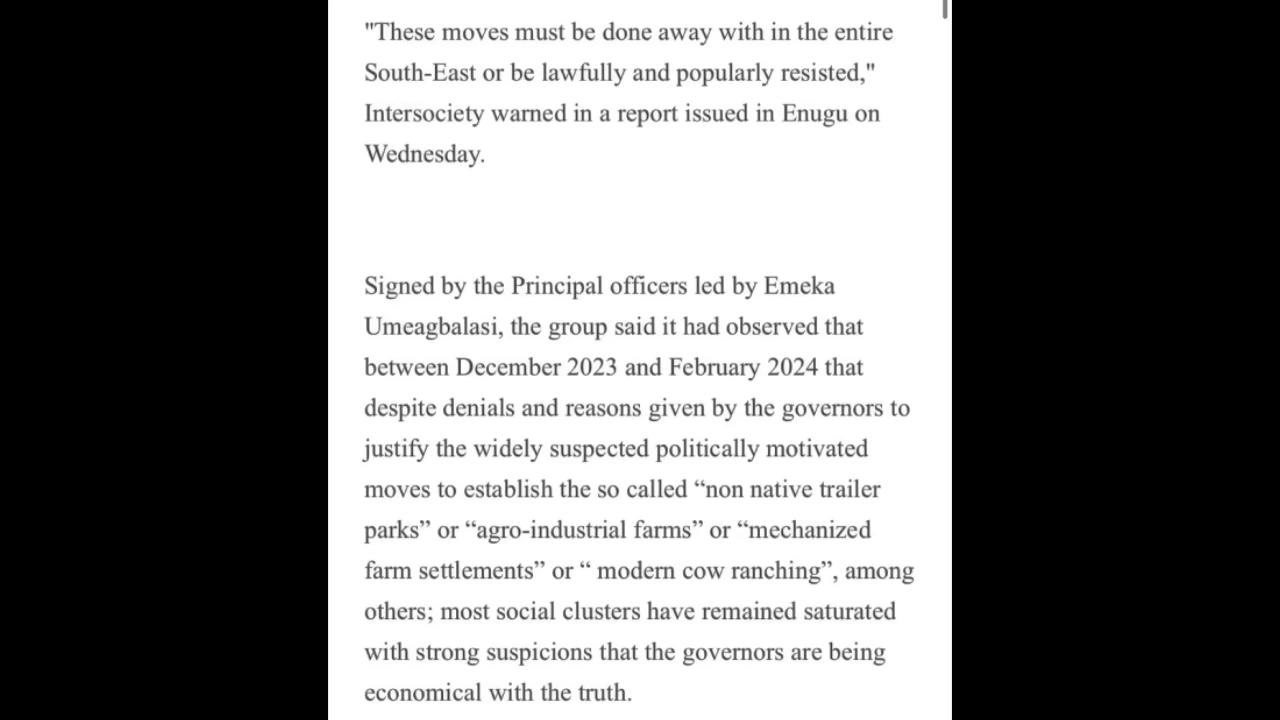 "These moves must be done away with in the entire
South-East or be lawfully and popularly resisted,"
Intersociety warned in a report issued in Enugu on
Wednesday.
Signed by the Principal officers led by Emeka
Umeagbalasi, the group said it had observed that
between December 2023 and February 2024 that
despite denials and reasons given by the governors to
justify the widely suspected politically motivated
moves to establish the so called “non native trailer
parks” or “agro-industrial farms” or “mechanized
farm settlements” or “ modern cow ranching”, among
others; most social clusters have remained saturated
with strong suspicions that the governors are being
economical with the truth.